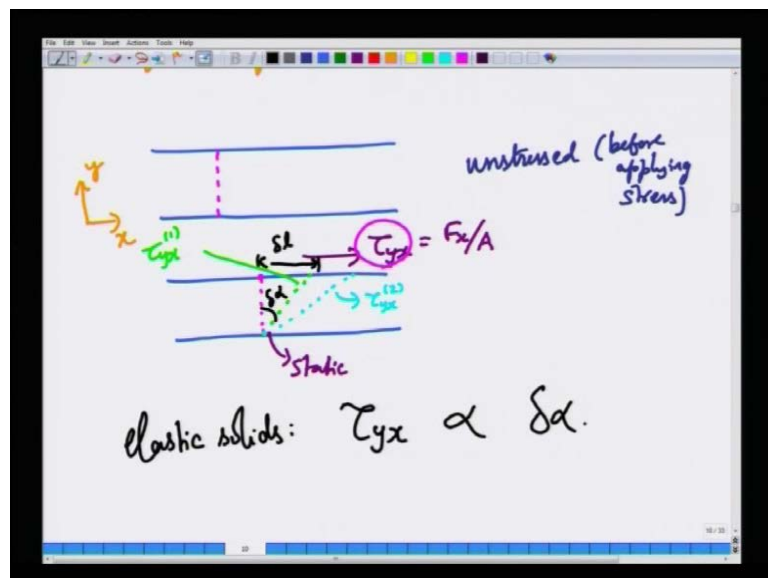 File Edit View Insert Actions Tools Help
unstressed (before applying stress)
y
x
τyx(1)
δl
τyx = Fx/A
δα
τyx(2)
Static
elastic solids: τyx ∝ δα.
10